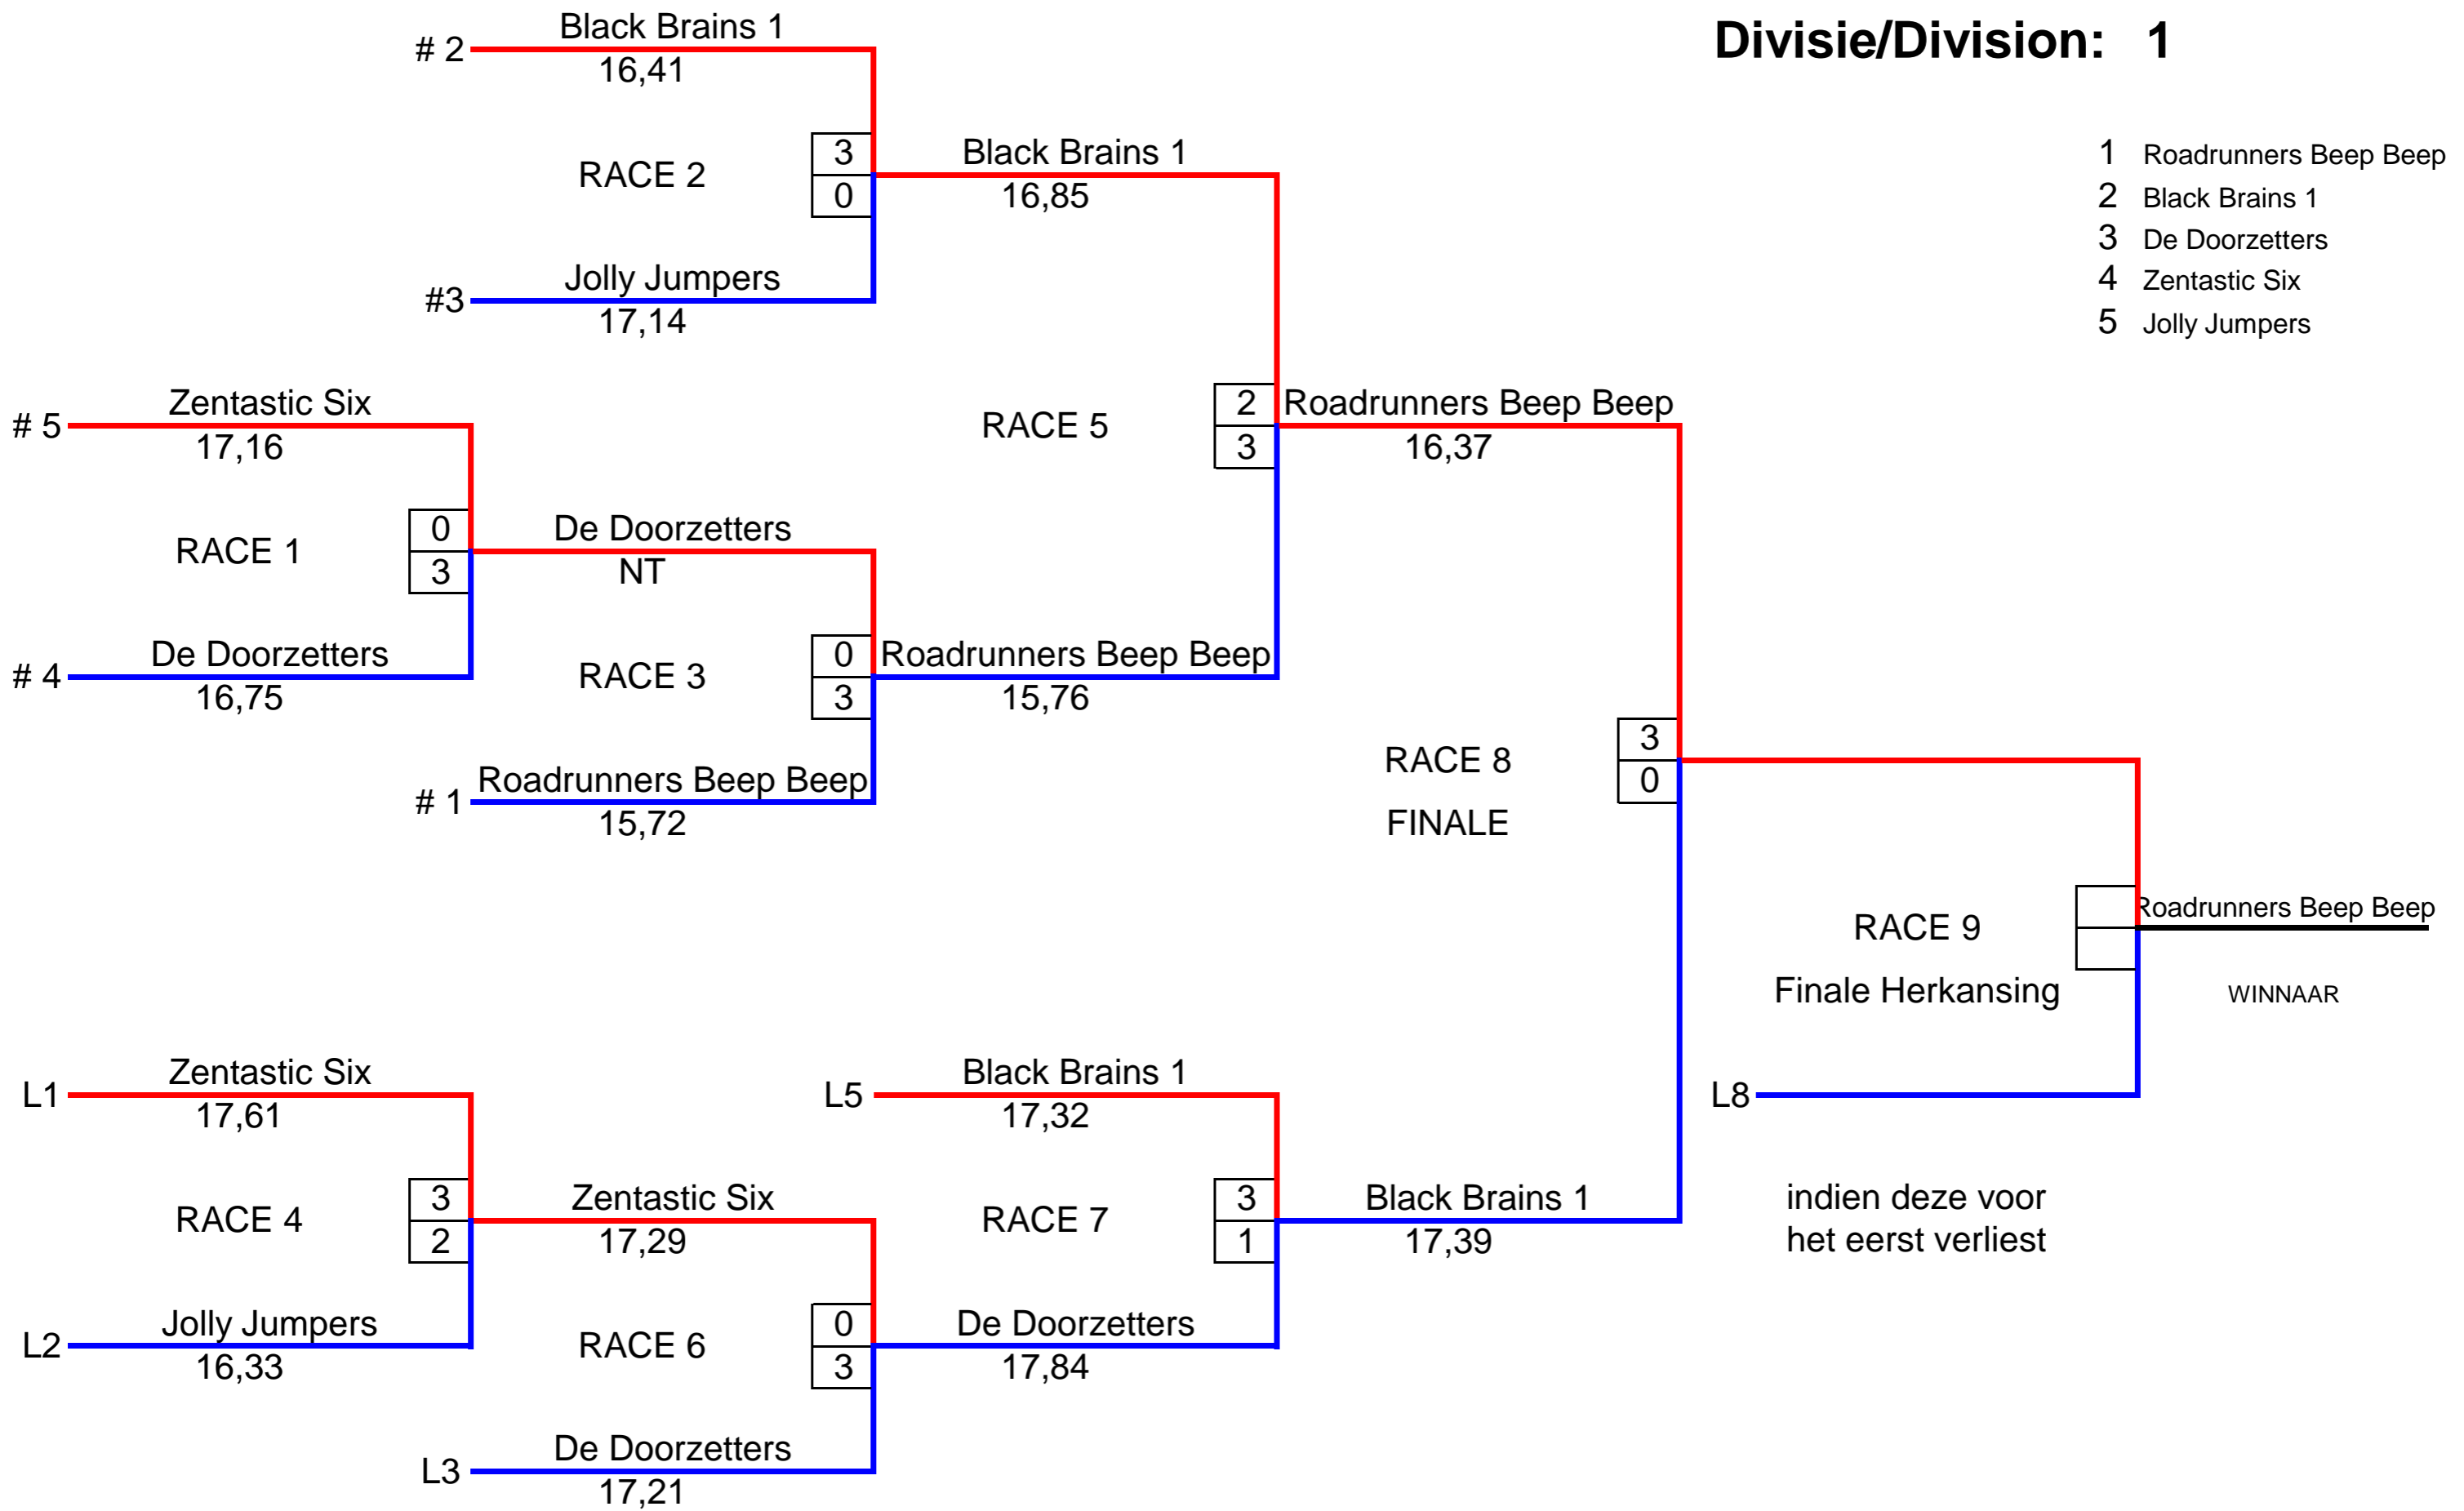 Divisie/Division: 1
1 Roadrunners Beep Beep
2 Black Brains 1
3 De Doorzetters
4 Zentastic Six
5 Jolly Jumpers
# 2
Black Brains 1
16,41
RACE 2
3
0
#3
Jolly Jumpers
17,14
Black Brains 1
16,85
# 5
Zentastic Six
17,16
RACE 1
0
3
# 4
De Doorzetters
16,75
De Doorzetters
NT
RACE 3
0
3
# 1
Roadrunners Beep Beep
15,72
RACE 5
2
3
Roadrunners Beep Beep
15,76
Roadrunners Beep Beep
16,37
RACE 8
FINALE
3
0
RACE 9
Finale Herkansing
Roadrunners Beep Beep
WINNAAR
L1
Zentastic Six
17,61
RACE 4
3
2
L2
Jolly Jumpers
16,33
Zentastic Six
17,29
RACE 6
0
3
L3
De Doorzetters
17,21
L5
Black Brains 1
17,32
RACE 7
3
1
De Doorzetters
17,84
Black Brains 1
17,39
L8
indien deze voor
het eerst verliest